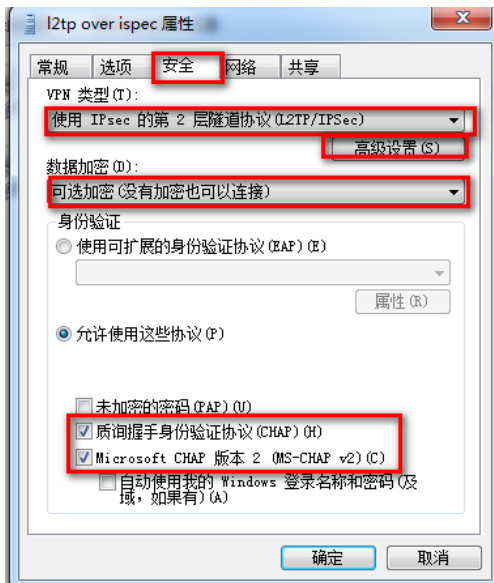 l2tp over ispec 属性
常规 选项 安全 网络 共享
VPN 类型(T):
使用 IPsec 的第 2 层隧道协议(L2TP/IPSec)
高级设置(S)
数据加密(D):
可选加密(没有加密也可以连接)
身份验证
使用可扩展的身份验证协议(EAP)(E)
属性(R)
允许使用这些协议(P)
未加密的密码(PAP)(U)
质询握手身份验证协议(CHAP)(H)
Microsoft CHAP 版本 2 (MS-CHAP v2)(C)
自动使用我的 Windows 登录名称和密码(及
域，如果有)(A)
确定 取消